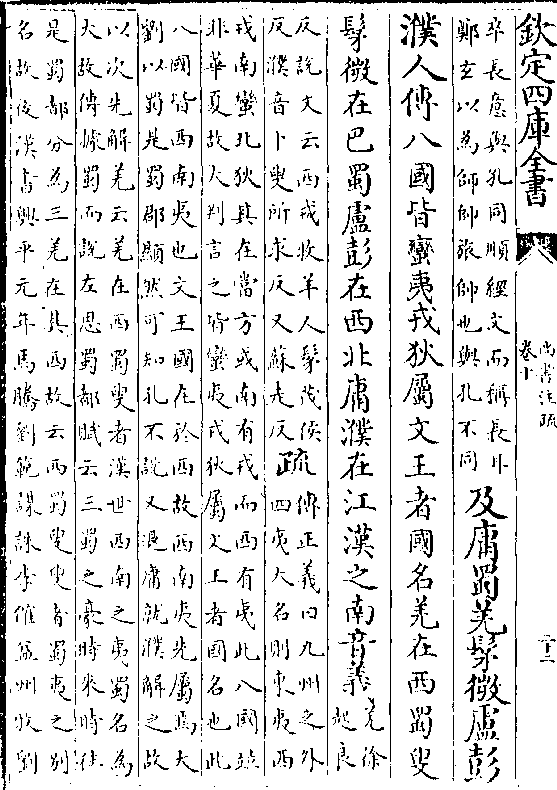 欽定四庫全書
尚書注疏
卷十
二十二
卒長意與孔同順經文而稱長耳
鄭玄以為師帥旅帥也與孔不同
及庸蜀羌髳微盧彭
濮人傳八國皆蠻夷戎狄屬文王者國名羌在西蜀叟
髳微在巴蜀盧彭在西北庸濮在江漢之南音義
羌徐
起良
反說文云西戎牧羊人髳茂侯
反濮音卜叟所求反又蘇走反
疏
傳正義曰九州之外
四夷大名則東夷西
戎南蠻北狄其在當方或南有戎而西有夷此八國並
非華夏故大判言之皆蠻夷戎狄屬文王者國名也此
八國皆西南夷也文王國在於西故西南夷先屬焉大
劉以蜀是蜀郡顯然可知孔不說又退庸就濮解之故
以次先解羌云羌在西蜀叟者漢世西南之夷蜀名為
大故傳據蜀而說左思蜀都賦云三蜀之豪時來時往
是蜀都分為三羌在其西故云西蜀叟叟者蜀夷之別
名故後漢書興平元年馬騰劉範謀誅李傕益州牧劉